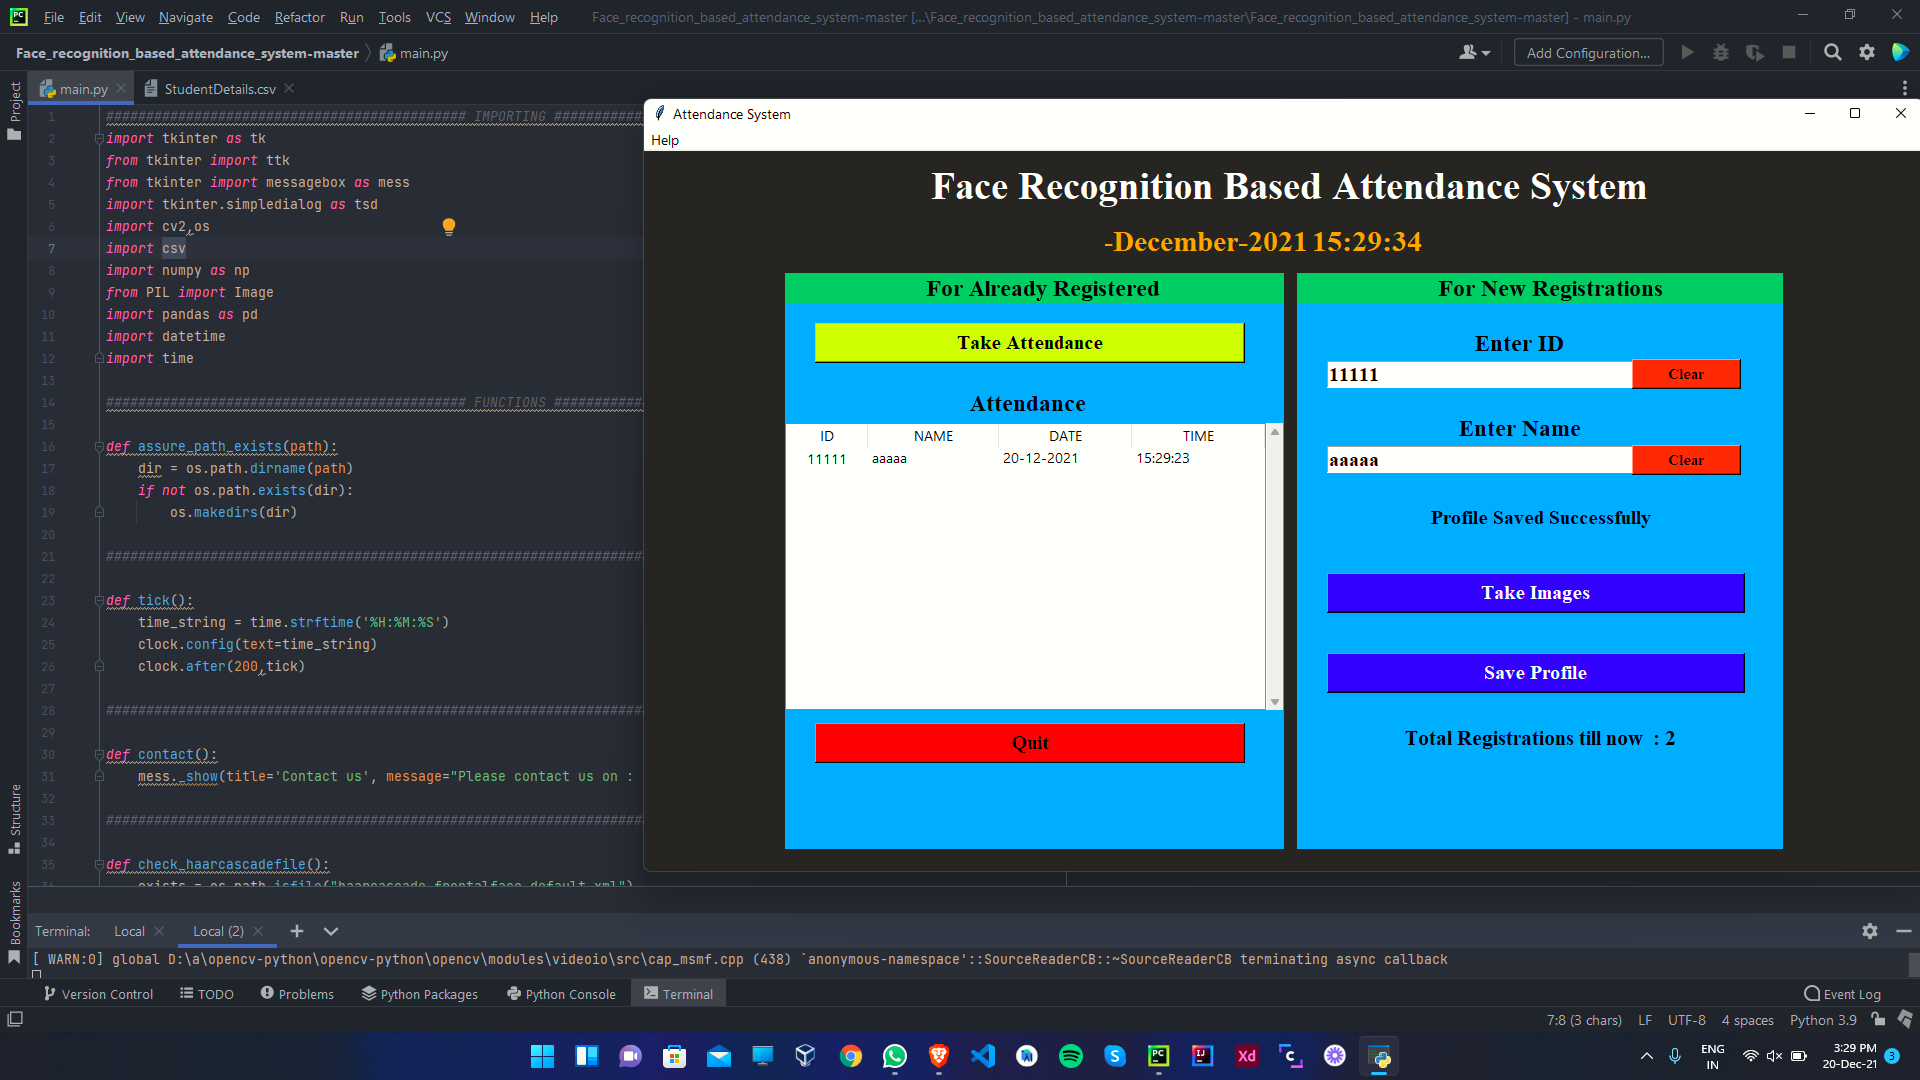 PC File Edit View Navigate Code Refactor Run Tools VCS Window Help Face_recognition_based_attendance_system-master [...\Face_recognition_based_attendance_system-master\Face_recognition_based_attendance_system-master] - main.py
Face_recognition_based_attendance_system-master main.py Add Configuration...
Project
main.py StudentDetails.csv
1 ############################################# IMPORTING ###########
2 import tkinter as tk
3 from tkinter import ttk
4 from tkinter import messagebox as mess
5 import tkinter.simpledialog as tsd
6 import cv2,os
7 import csv
8 import numpy as np
9 from PIL import Image
10 import pandas as pd
11 import datetime
12 import time
13
14 ############################################# FUNCTIONS ###########
15
16 def assure_path_exists(path):
17 dir = os.path.dirname(path)
18 if not os.path.exists(dir):
19 os.makedirs(dir)
20
21 ###################################################################
22
23 def tick():
24 time_string = time.strftime('%H:%M:%S')
25 clock.config(text=time_string)
26 clock.after(200,tick)
27
28 ###################################################################
29
30 def contact():
31 mess._show(title='Contact us', message="Please contact us on :
32
33 ###################################################################
34
35 def check_haarcascadefile():
exists = os.path.isfile("haarcascade_frontalface_default.xml")
Structure
Bookmarks
Attendance System
Help
Face Recognition Based Attendance System
-December-2021 15:29:34
For Already Registered
Take Attendance
Attendance
ID NAME DATE TIME
11111 aaaaa 20-12-2021 15:29:23
Quit
For New Registrations
Enter ID
11111 Clear
Enter Name
aaaaa Clear
Profile Saved Successfully
Take Images
Save Profile
Total Registrations till now : 2
Terminal: Local Local (2)
[ WARN:0] global D:\a\opencv-python\opencv-python\opencv\modules\videoio\src\cap_msmf.cpp (438) `anonymous-namespace'::SourceReaderCB::~SourceReaderCB terminating async callback
Version Control TODO Problems Python Packages Python Console Terminal Event Log
7:8 (3 chars) LF UTF-8 4 spaces Python 3.9
PC IJ Xd
ENG
IN
3:29 PM
20-Dec-21
3